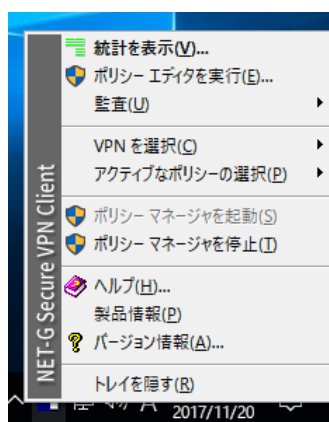 統計を表示(V)...
ポリシー エディタを実行(E)...
監査(U)
VPN を選択(C)
アクティブなポリシーの選択(P)
ポリシー マネージャを起動(S)
ポリシー マネージャを停止(T)
ヘルプ(H)...
製品情報(P)
バージョン情報(A)...
トレイを隠す(R)
NET-G Secure VPN Client
2017/11/20